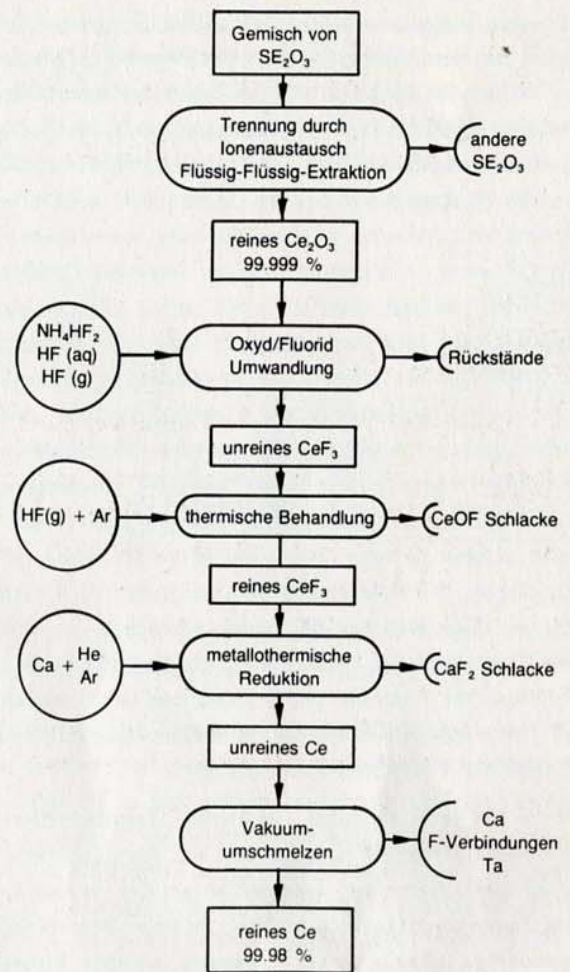 Gemisch von
SE₂O₃
Trennung durch
Ionenaustausch
Flüssig-Flüssig-Extraktion
andere
SE₂O₃
reines Ce₂O₃
99.999 %
NH₄HF₂
HF (aq)
HF (g)
Oxyd/Fluorid
Umwandlung
Rückstände
unreines CeF₃
HF(g) + Ar
thermische Behandlung
CeOF Schlacke
reines CeF₃
Ca + He
Ar
metallothermische
Reduktion
CaF₂ Schlacke
unreines Ce
Vakuum-
umschmelzen
Ca
F-Verbindungen
Ta
reines Ce
99.98 %